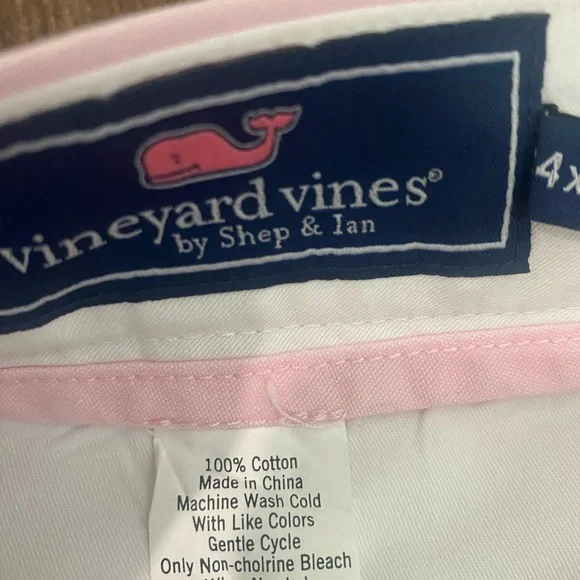 vineyard vines®
by Shep & Ian
4X
100% Cotton
Made in China
Machine Wash Cold
With Like Colors
Gentle Cycle
Only Non-cholrine Bleach